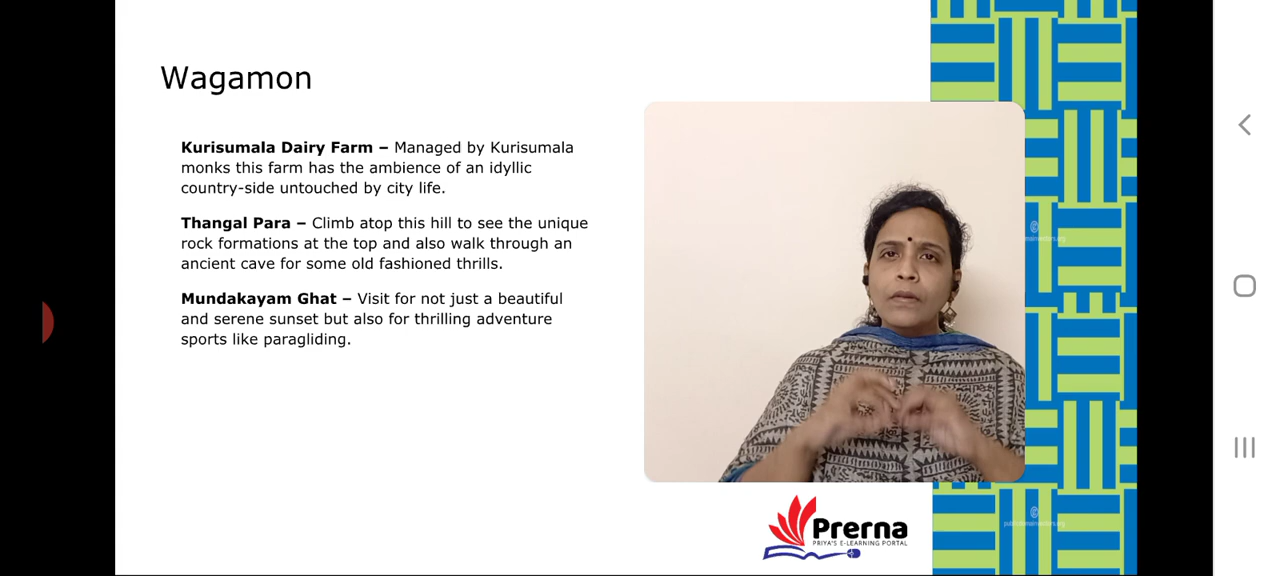 Wagamon
Kurisumala Dairy Farm – Managed by Kurisumala
monks this farm has the ambience of an idyllic
country-side untouched by city life.
Thangal Para – Climb atop this hill to see the unique
rock formations at the top and also walk through an
ancient cave for some old fashioned thrills.
Mundakayam Ghat – Visit for not just a beautiful
and serene sunset but also for thrilling adventure
sports like paragliding.
Prerna
PRIYA'S E-LEARNING PORTAL